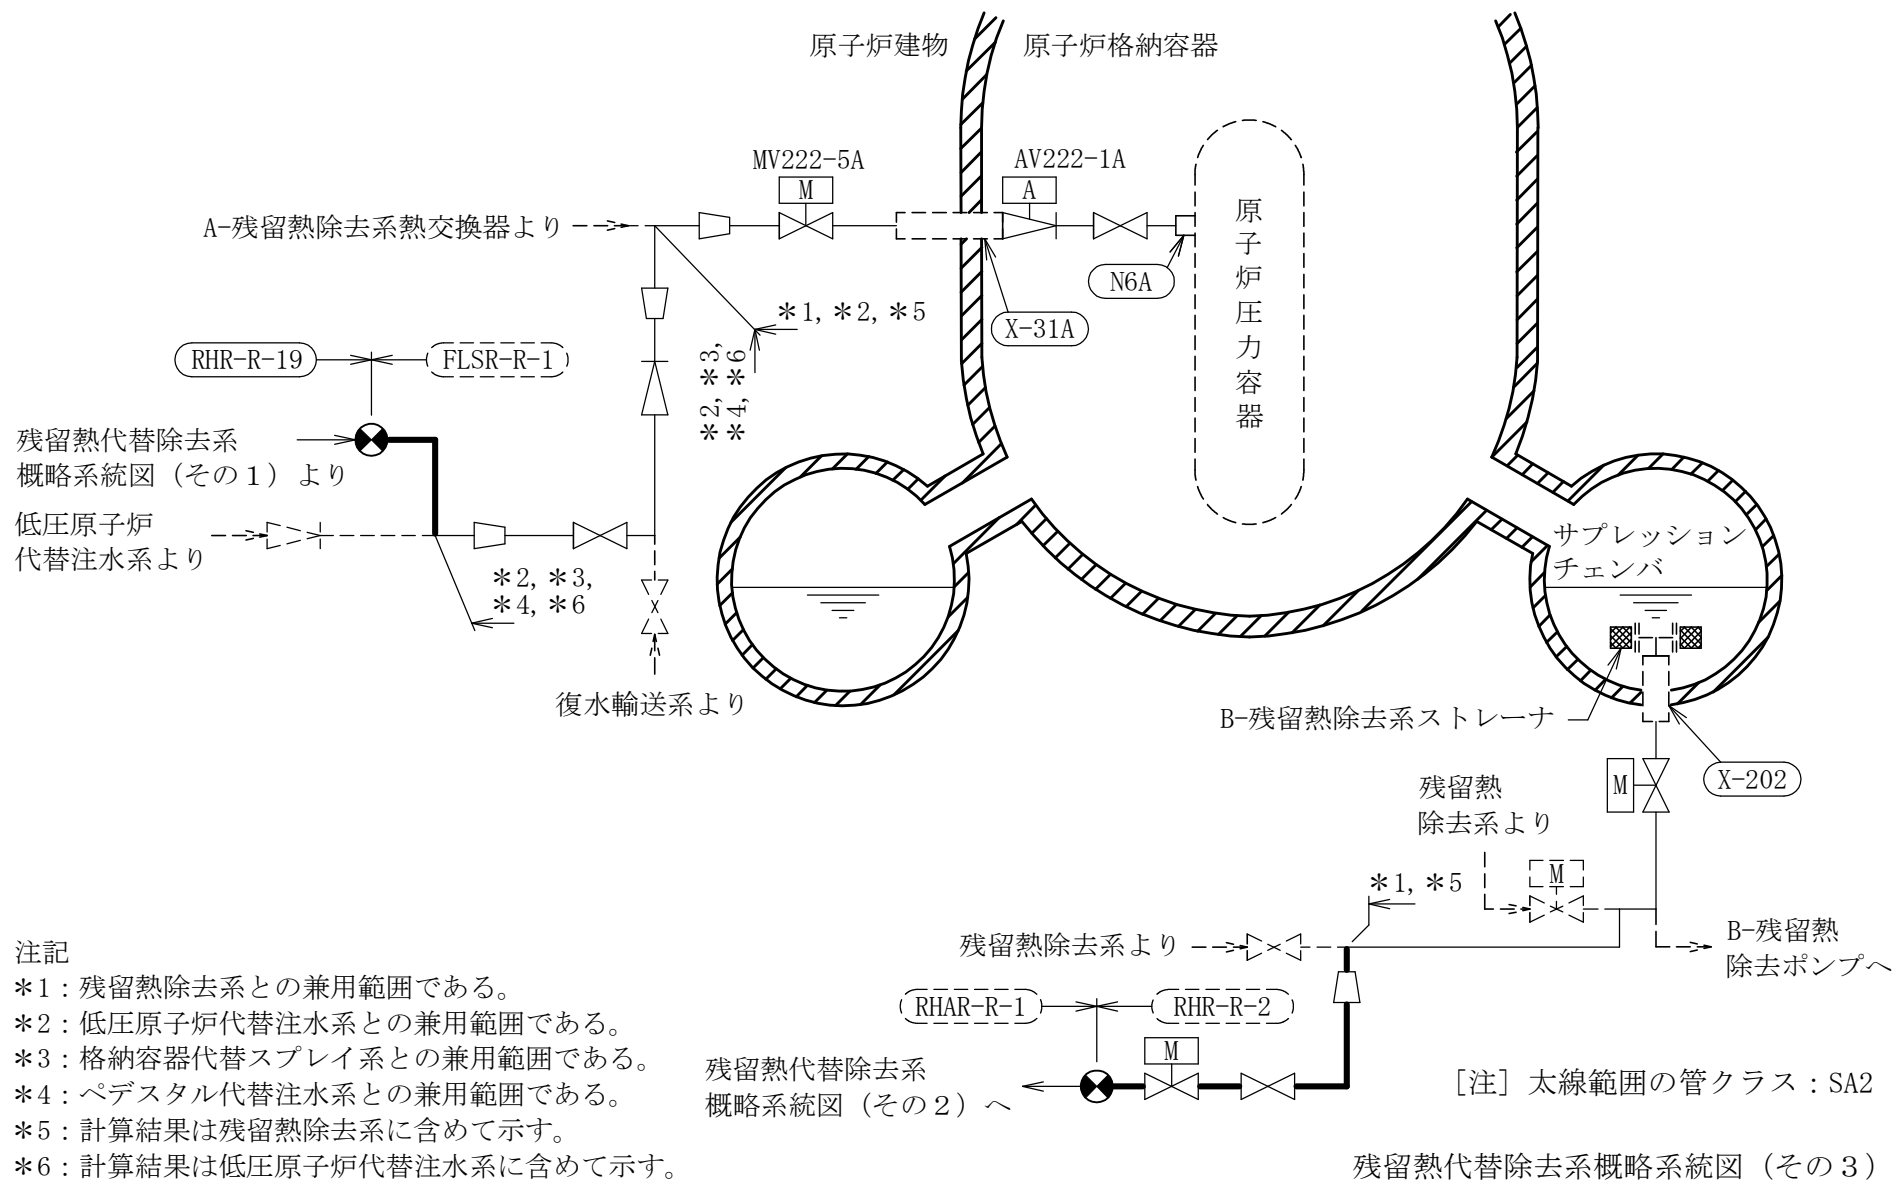 原子炉建物
原子炉格納容器
MV222-5A
M
AV222-1A
A
A-残留熱除去系熱交換器より
原子炉圧力容器
N6A
X-31A
*1, *2, *5
*2, *3,
*4, *6
RHR-R-19
FLSR-R-1
残留熱代替除去系
概略系統図（その１）より
低圧原子炉
代替注水系より
*2, *3,
*4, *6
復水輸送系より
サプレッション
チェンバ
B-残留熱除去系ストレーナ
X-202
M
残留熱
除去系より
M
*1, *5
残留熱除去系より
B-残留熱
除去ポンプへ
RHAR-R-1
RHR-R-2
M
残留熱代替除去系
概略系統図（その２）へ
注記
*1：残留熱除去系との兼用範囲である。
*2：低圧原子炉代替注水系との兼用範囲である。
*3：格納容器代替スプレイ系との兼用範囲である。
*4：ペデスタル代替注水系との兼用範囲である。
*5：計算結果は残留熱除去系に含めて示す。
*6：計算結果は低圧原子炉代替注水系に含めて示す。
［注］太線範囲の管クラス：SA2
残留熱代替除去系概略系統図（その３）